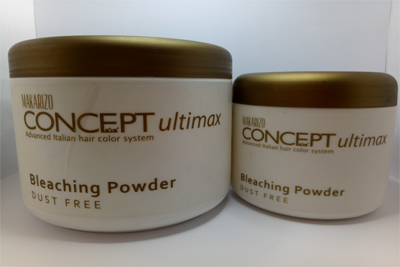 MAKARIZO
CONCEPT ultimax
Advanced Italian hair color system
Bleaching Powder
DUST FREE
MAKARIZO
CONCEPT ultimax
Advanced Italian hair color system
Bleaching Powder
DUST FREE